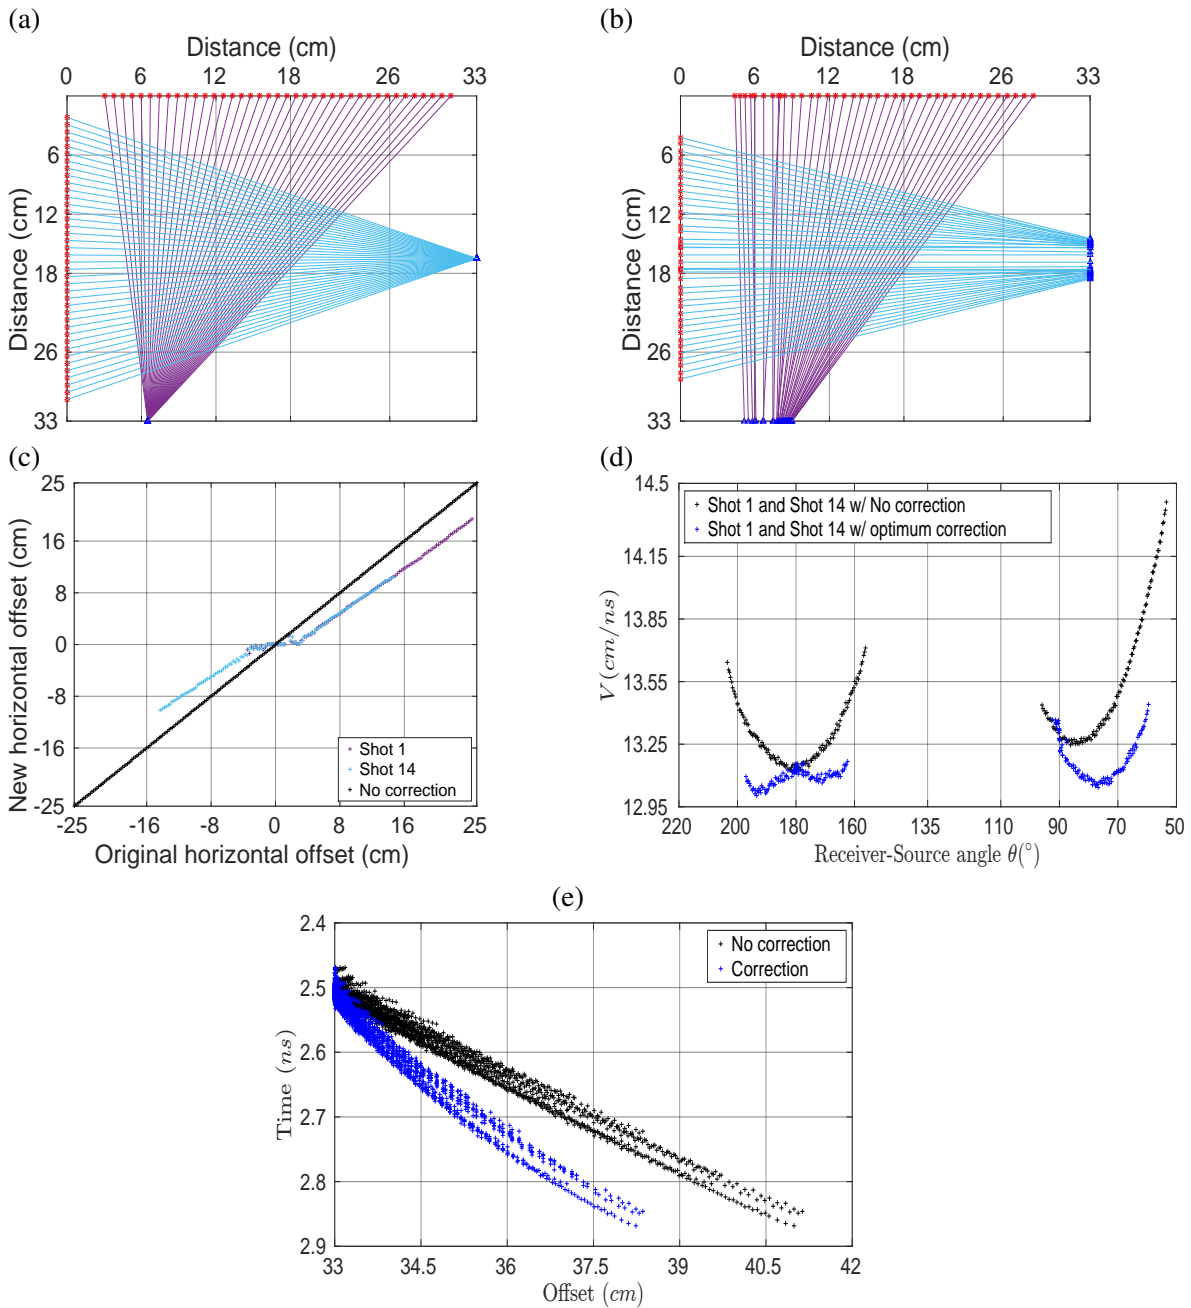 (a)
Distance (cm)
0 6 12 18 26 33
6
12
18
26
33
Distance (cm)
(b)
Distance (cm)
0 6 12 18 26 33
6
12
18
26
33
Distance (cm)
(c)
25
16
8
0
-8
-16
-25
New horizontal offset (cm)
Shot 1
Shot 14
No correction
-25 -16 -8 0 8 16 25
Original horizontal offset (cm)
(d)
14.5
14.15
13.85
13.55
13.25
12.95
V(cm/ns)
Shot 1 and Shot 14 w/ No correction
Shot 1 and Shot 14 w/ optimum correction
220 200 180 160 110 90 70 50
Receiver-Source angle θ(°)
(e)
2.4
2.5
2.6
2.7
2.8
2.9
Time (ns)
No correction
Correction
33 34.5 36 37.5 39 40.5 42
Offset (cm)